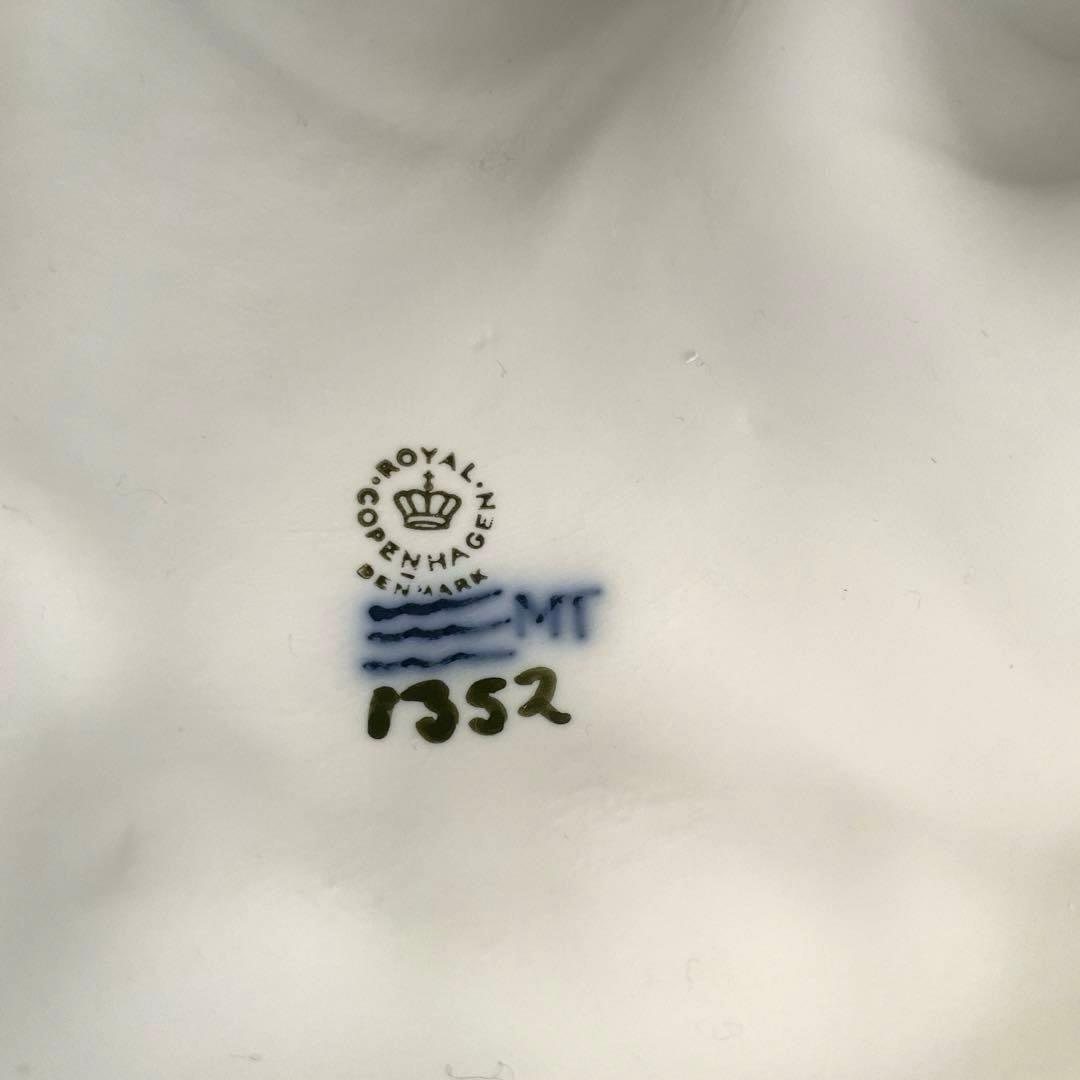 ROYAL
COPENHAGEN
DENMARK
MT
1352